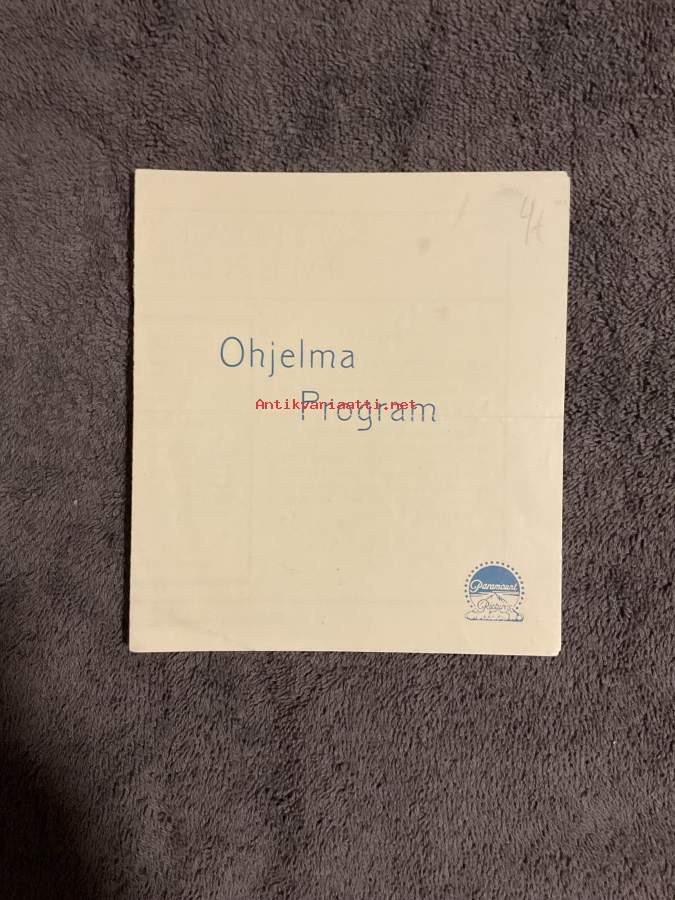 Ohjelma
Antikvariaatti.net
Program
Paramount
Pictures